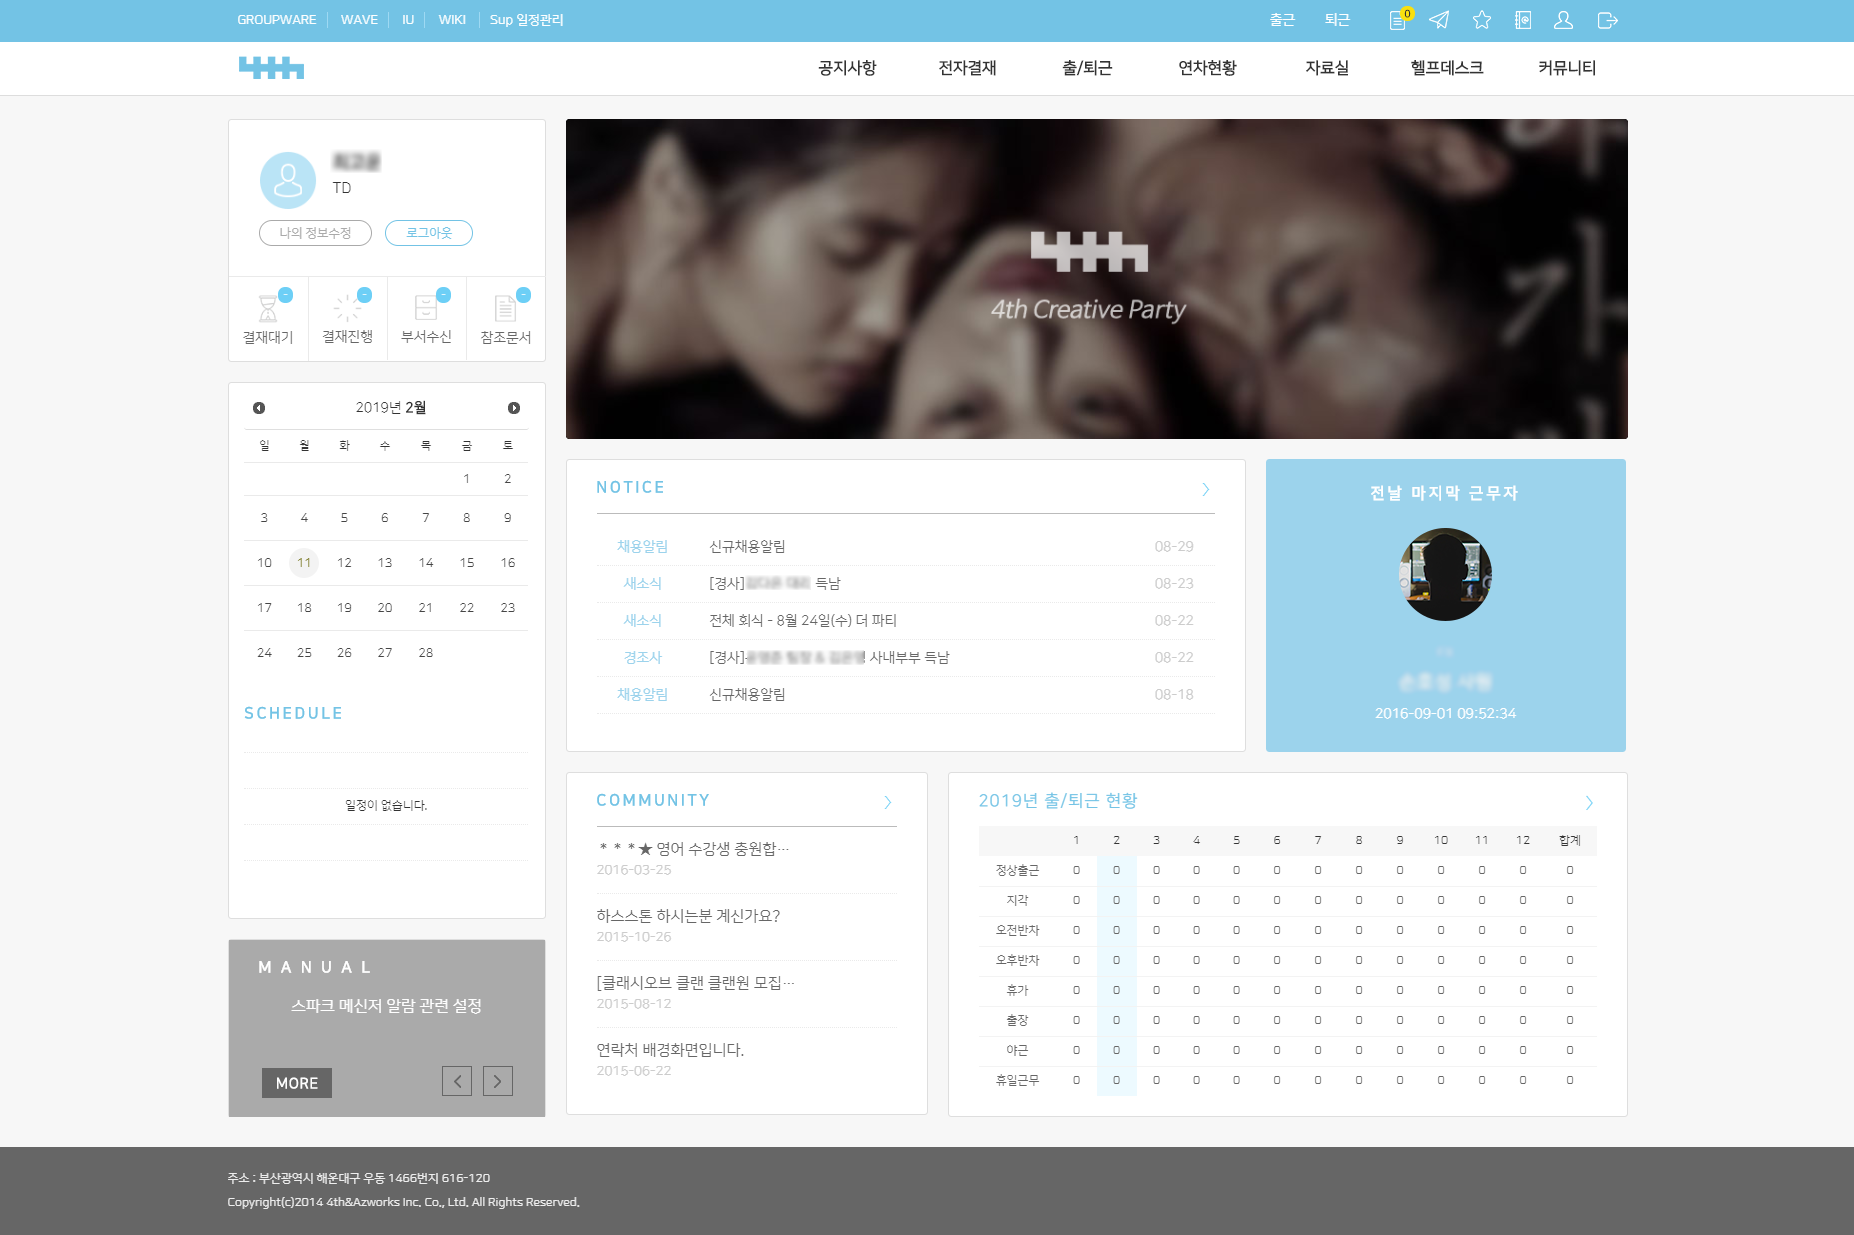 GROUPWARE WAVE IU WIKI Sup 일정관리 출근 퇴근 0
4th 공지사항 전자결재 출/퇴근 연차현황 자료실 헬프데스크 커뮤니티
TD
나의 정보수정 로그아웃
- - - -
결재대기 결재진행 부서수신 참조문서
4th
4th Creative Party
2019년 2월
일 월 화 수 목 금 토
1 2
3 4 5 6 7 8 9
10 11 12 13 14 15 16
17 18 19 20 21 22 23
24 25 26 27 28
SCHEDULE
일정이 없습니다.
MANUAL
스파크 메신저 알람 관련 설정
MORE
NOTICE
채용알림 신규채용알림 08-29
새소식 [경사] 득남 08-23
새소식 전체 회식 - 8월 24일(수) 더 파티 08-22
경조사 [경사] 사내부부 득남 08-22
채용알림 신규채용알림 08-18
전날 마지막 근무자
2016-09-01 09:52:34
COMMUNITY
* * *★ 영어 수강생 충원합…
2016-03-25
하스스톤 하시는분 계신가요?
2015-10-26
[클래시오브 클랜 클랜원 모집…
2015-08-12
연락처 배경화면입니다.
2015-06-22
2019년 출/퇴근 현황
1 2 3 4 5 6 7 8 9 10 11 12 합계
정상출근 0 0 0 0 0 0 0 0 0 0 0 0 0
지각 0 0 0 0 0 0 0 0 0 0 0 0 0
오전반차 0 0 0 0 0 0 0 0 0 0 0 0 0
오후반차 0 0 0 0 0 0 0 0 0 0 0 0 0
휴가 0 0 0 0 0 0 0 0 0 0 0 0 0
출장 0 0 0 0 0 0 0 0 0 0 0 0 0
야근 0 0 0 0 0 0 0 0 0 0 0 0 0
휴일근무 0 0 0 0 0 0 0 0 0 0 0 0 0
주소 : 부산광역시 해운대구 우동 1466번지 616-120
Copyright(c)2014 4th&Azworks Inc. Co., Ltd. All Rights Reserved.